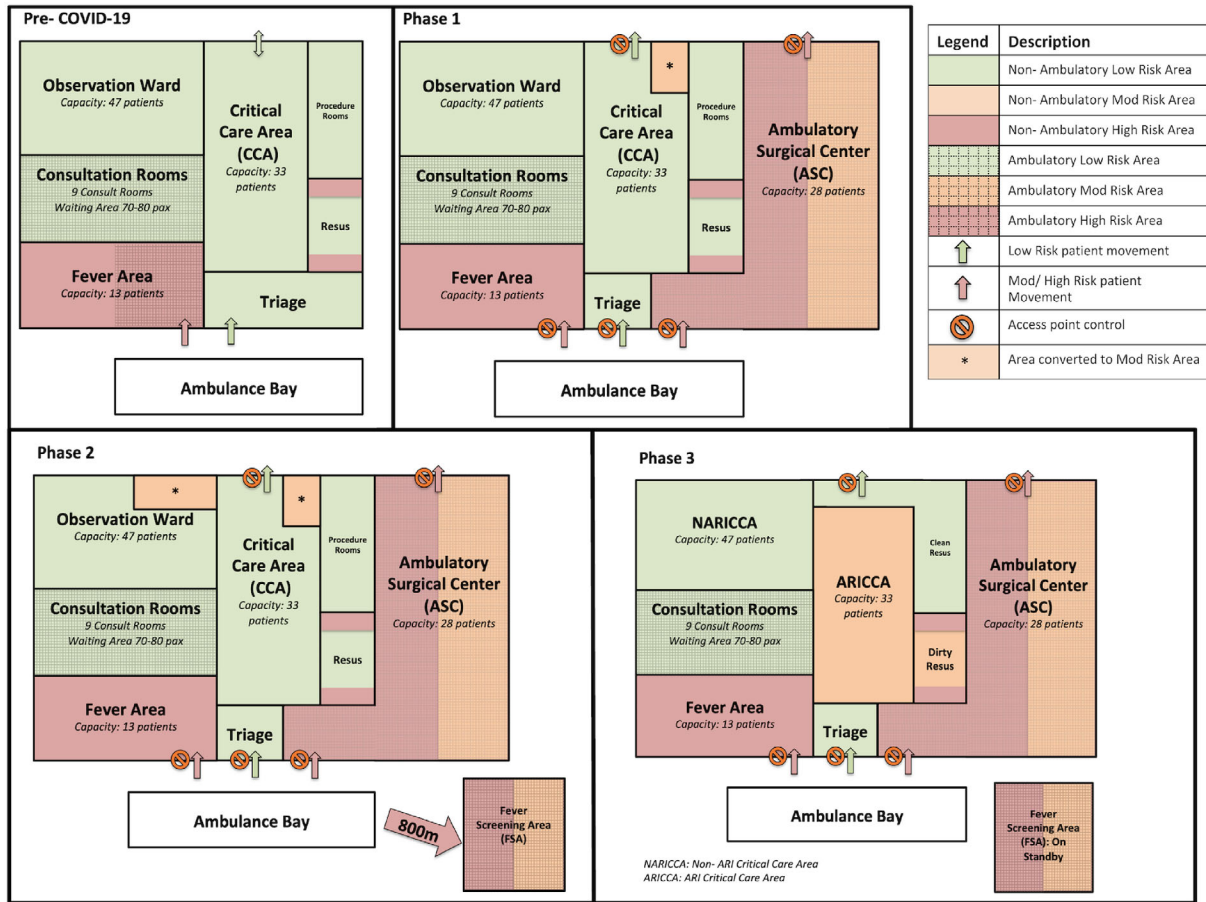 Pre- COVID-19
Observation Ward
Capacity: 47 patients
Critical
Care Area
(CCA)
Capacity: 33
patients
Procedure
Rooms
Consultation Rooms
9 Consult Rooms
Waiting Area 70-80 pax
Resus
Fever Area
Capacity: 13 patients
Triage
Ambulance Bay
Phase 1
*
Observation Ward
Capacity: 47 patients
Critical
Care Area
(CCA)
Capacity: 33
patients
Procedure
Rooms
Ambulatory
Surgical Center
(ASC)
Capacity: 28 patients
Consultation Rooms
9 Consult Rooms
Waiting Area 70-80 pax
Resus
Fever Area
Capacity: 13 patients
Triage
Ambulance Bay
Legend Description
Non- Ambulatory Low Risk Area
Non- Ambulatory Mod Risk Area
Non- Ambulatory High Risk Area
Ambulatory Low Risk Area
Ambulatory Mod Risk Area
Ambulatory High Risk Area
Low Risk patient movement
Mod/ High Risk patient
Movement
Access point control
* Area converted to Mod Risk Area
Phase 2
*
*
Observation Ward
Capacity: 47 patients
Critical
Care Area
(CCA)
Capacity: 33
patients
Procedure
Rooms
Ambulatory
Surgical Center
(ASC)
Capacity: 28 patients
Consultation Rooms
9 Consult Rooms
Waiting Area 70-80 pax
Resus
Fever Area
Capacity: 13 patients
Triage
Ambulance Bay
800m
Fever
Screening Area
(FSA)
Phase 3
NARICCA
Capacity: 47 patients
ARICCA
Capacity: 33
patients
Clean
Resus
Ambulatory
Surgical Center
(ASC)
Capacity: 28 patients
Consultation Rooms
9 Consult Rooms
Waiting Area 70-80 pax
Dirty
Resus
Fever Area
Capacity: 13 patients
Triage
Ambulance Bay
Fever
Screening Area
(FSA): On
Standby
NARICCA: Non- ARI Critical Care Area
ARICCA: ARI Critical Care Area